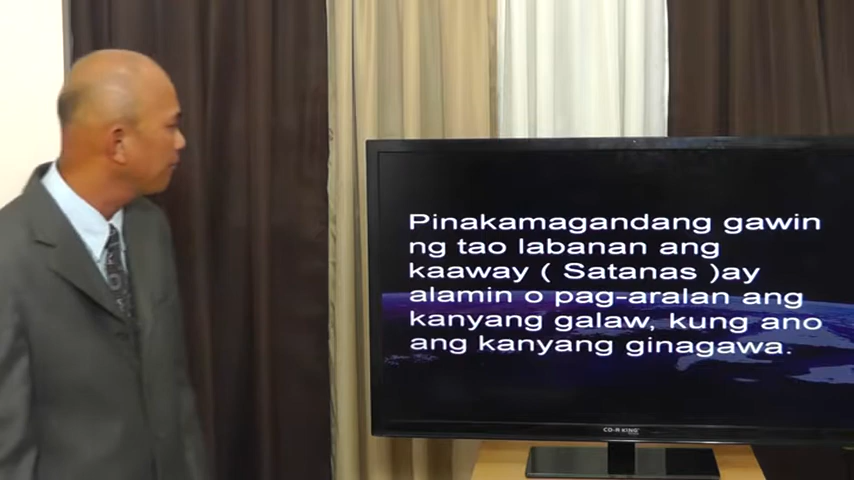 Pinakamagandang gawin
ng tao labanan ang
kaaway ( Satanas )ay
alamin o pag-aralan ang
kanyang galaw, kung ano
ang kanyang ginagawa.
CD-R KING